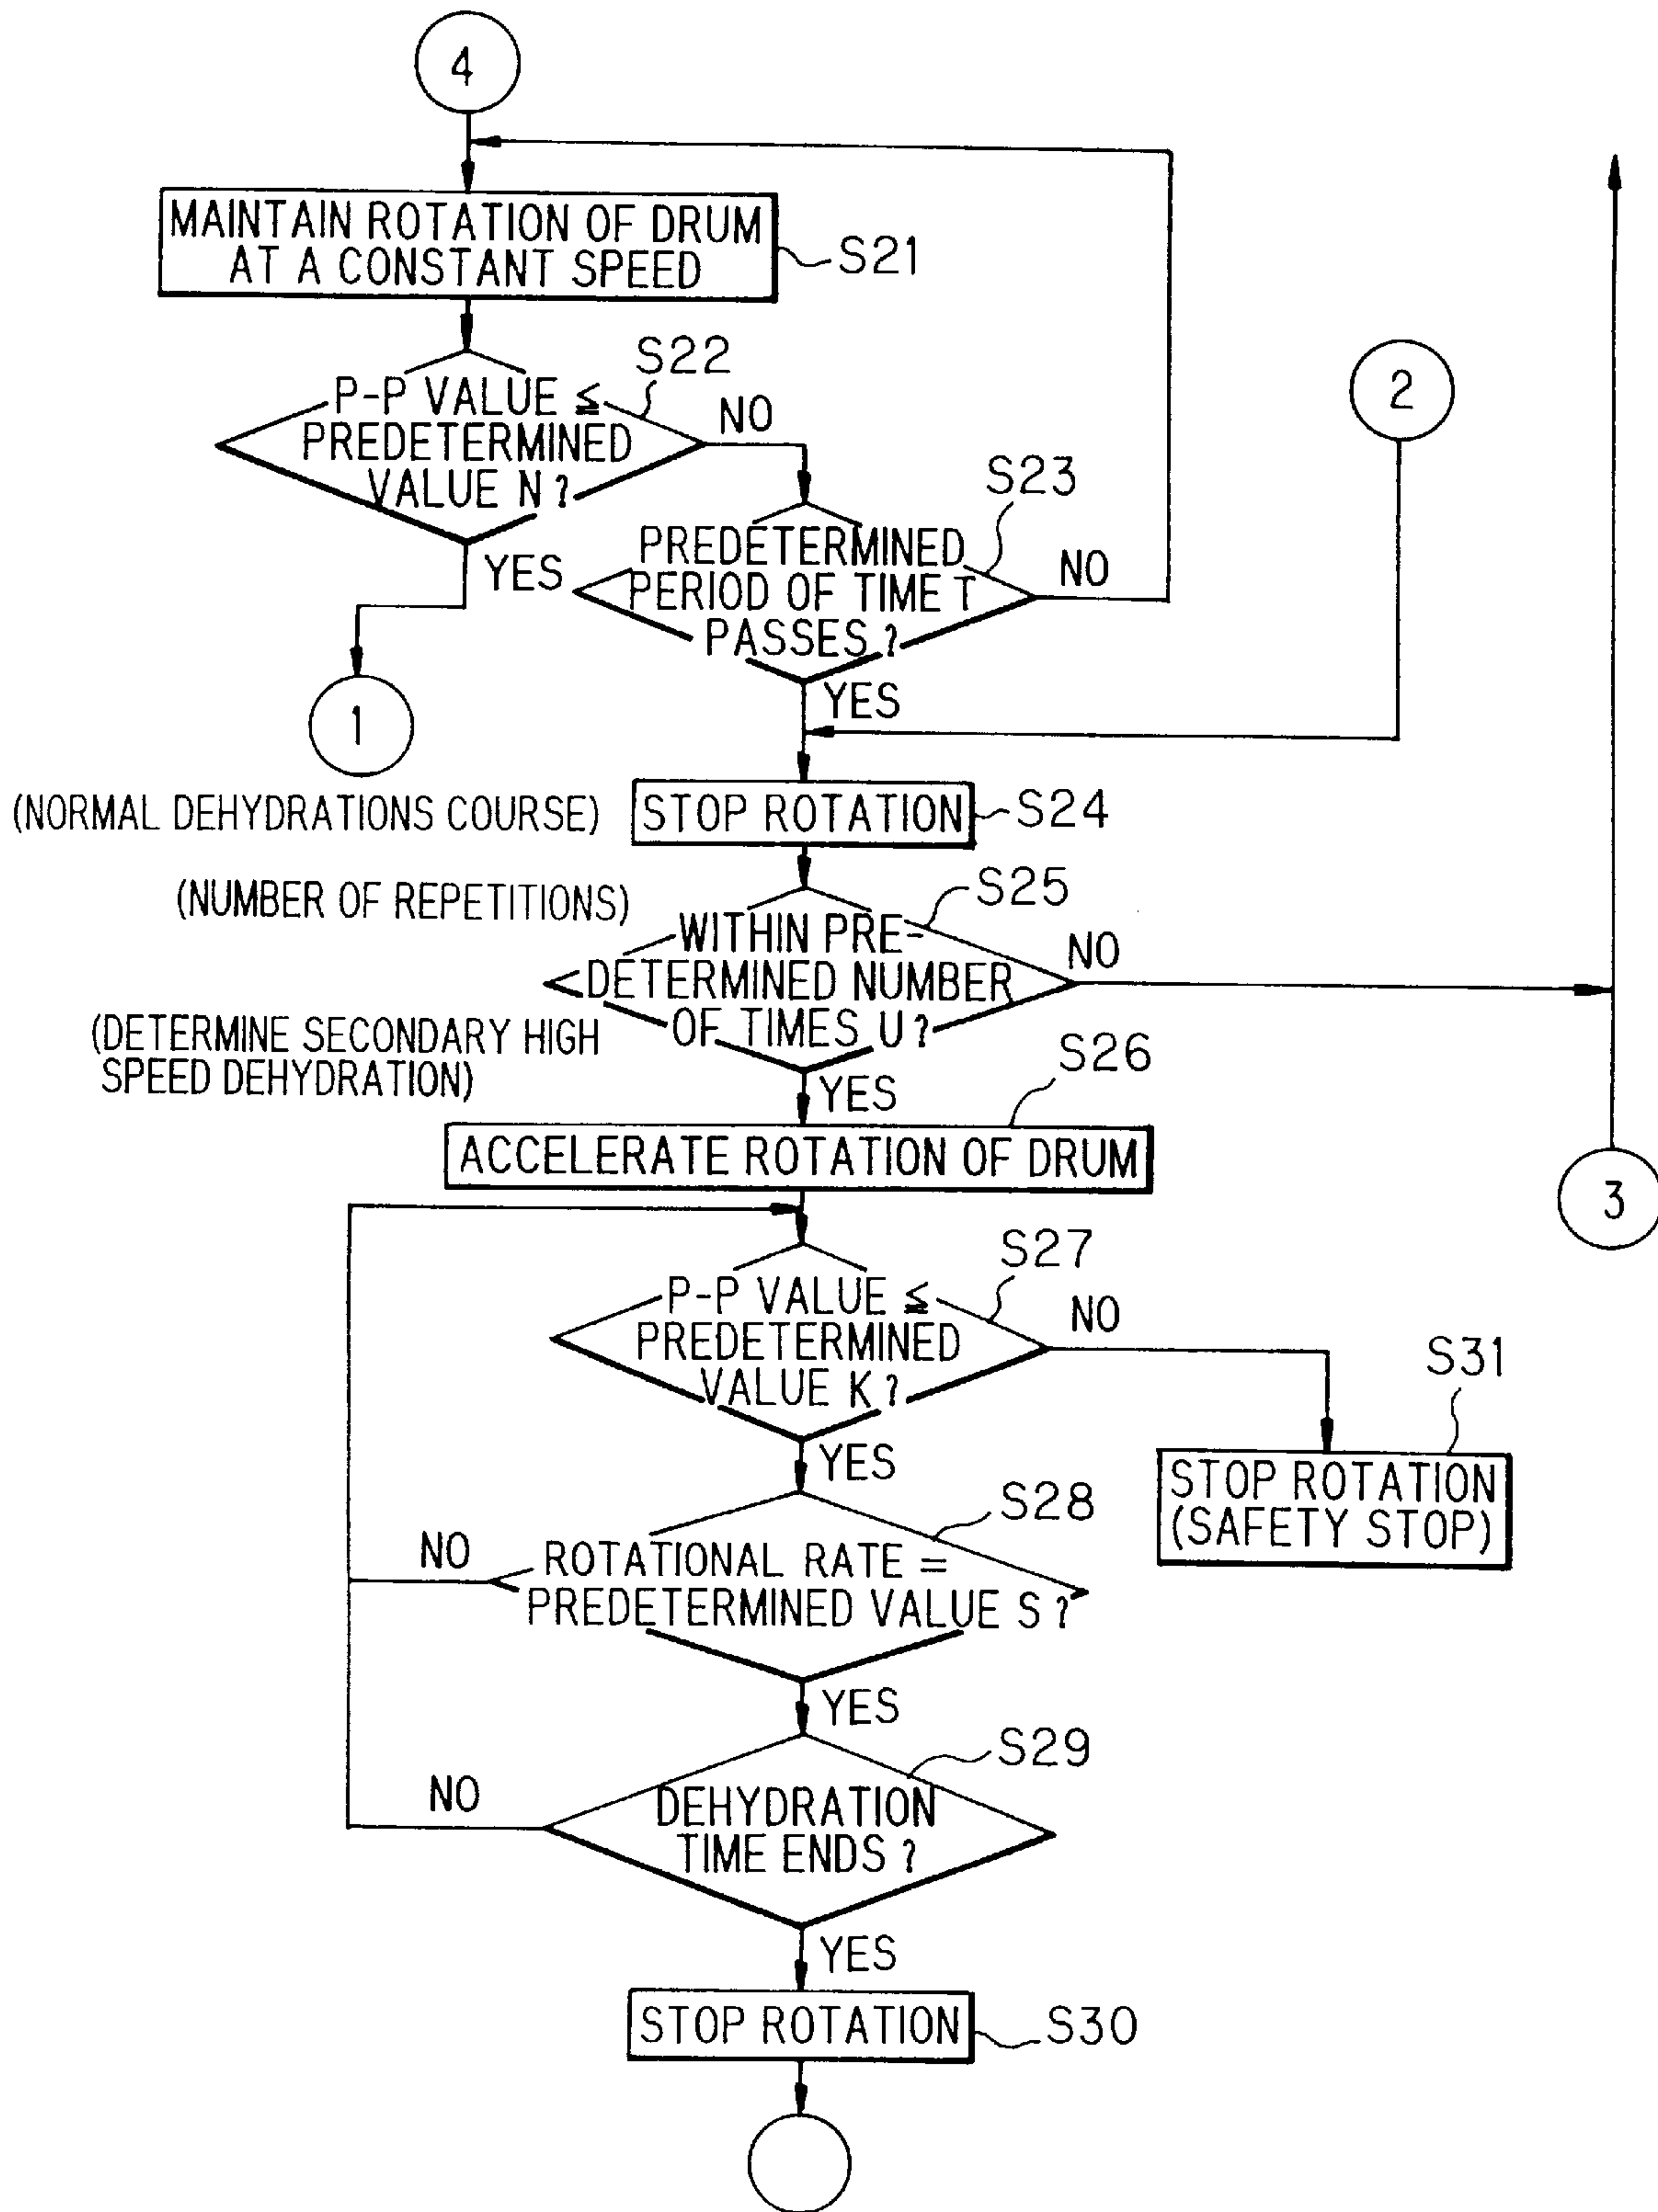 4
MAINTAIN ROTATION OF DRUM
AT A CONSTANT SPEED
S21
P-P VALUE ≦
PREDETERMINED
VALUE N?
S22
NO
YES
2
PREDETERMINED
PERIOD OF TIME T
PASSES?
S23
NO
YES
1
(NORMAL DEHYDRATIONS COURSE)
STOP ROTATION
S24
(NUMBER OF REPETITIONS)
WITHIN PRE-
DETERMINED NUMBER
OF TIMES U?
S25
NO
YES
(DETERMINE SECONDARY HIGH
SPEED DEHYDRATION)
S26
ACCELERATE ROTATION OF DRUM
3
P-P VALUE ≦
PREDETERMINED
VALUE K?
S27
NO
YES
S31
STOP ROTATION
(SAFETY STOP)
ROTATIONAL RATE =
PREDETERMINED VALUE S?
S28
NO
YES
DEHYDRATION
TIME ENDS?
S29
NO
YES
STOP ROTATION
S30